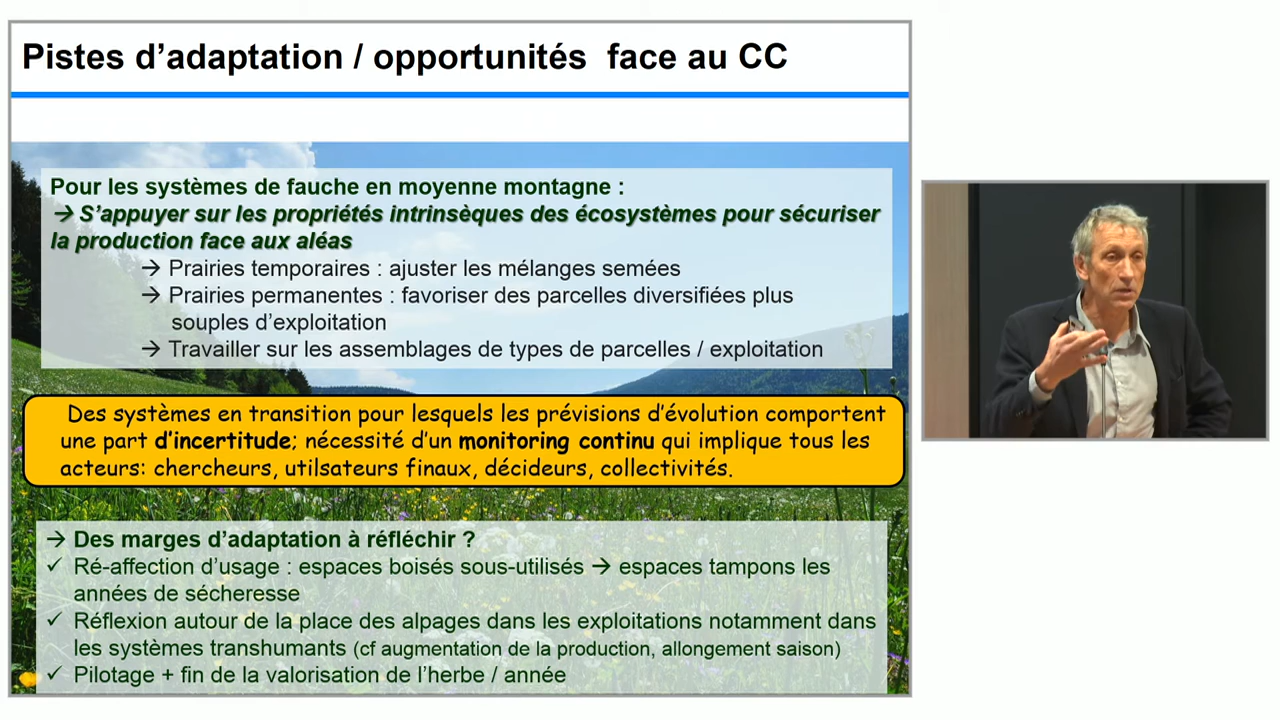 Pistes d’adaptation / opportunités face au CC
Pour les systèmes de fauche en moyenne montagne :
→ S’appuyer sur les propriétés intrinsèques des écosystèmes pour sécuriser
la production face aux aléas
→ Prairies temporaires : ajuster les mélanges semées
→ Prairies permanentes : favoriser des parcelles diversifiées plus
souples d’exploitation
→ Travailler sur les assemblages de types de parcelles / exploitation
Des systèmes en transition pour lesquels les prévisions d’évolution comportent
une part d’incertitude; nécessité d’un monitoring continu qui implique tous les
acteurs: chercheurs, utilsateurs finaux, décideurs, collectivités.
→ Des marges d’adaptation à réfléchir ?
✓ Ré-affection d’usage : espaces boisés sous-utilisés → espaces tampons les
années de sécheresse
✓ Réflexion autour de la place des alpages dans les exploitations notamment dans
les systèmes transhumants (cf augmentation de la production, allongement saison)
✓ Pilotage + fin de la valorisation de l’herbe / année